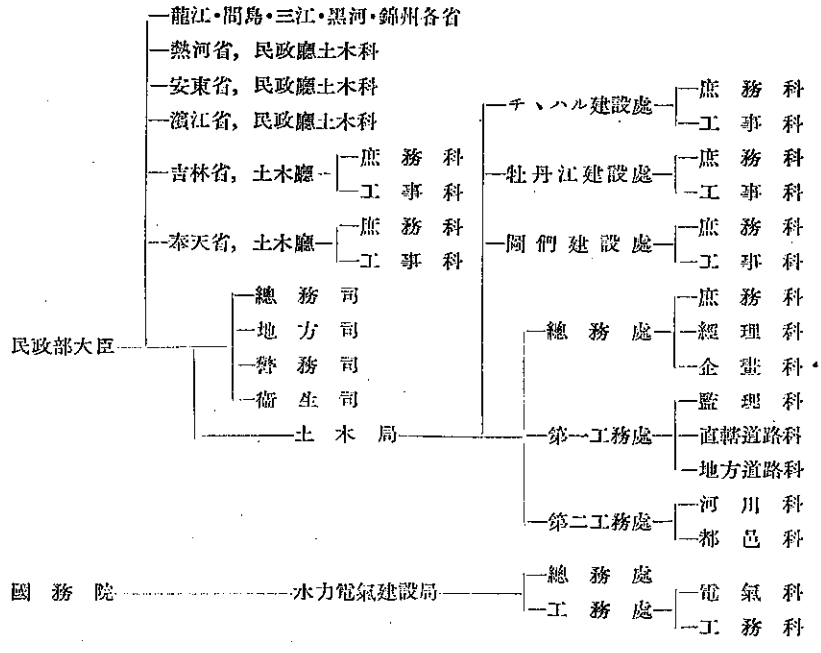 龍江・間島・三江・黑河・錦州各省
熱河省，民政廳土木科
安東省，民政廳土木科
濱江省，民政廳土木科
吉林省，土木廳
庶務科
工事科
奉天省，土木廳
庶務科
工事科
民政部大臣
總務司
地方司
警務司
衞生司
土木局
チヽハル建設處
庶務科
工事科
牡丹江建設處
庶務科
工事科
圖們建設處
庶務科
工事科
總務處
庶務科
經理科
企畫科
第一工務處
監理科
直轄道路科
地方道路科
第二工務處
河川科
都邑科
國務院
水力電氣建設局
總務處
工務處
電氣科
工務科